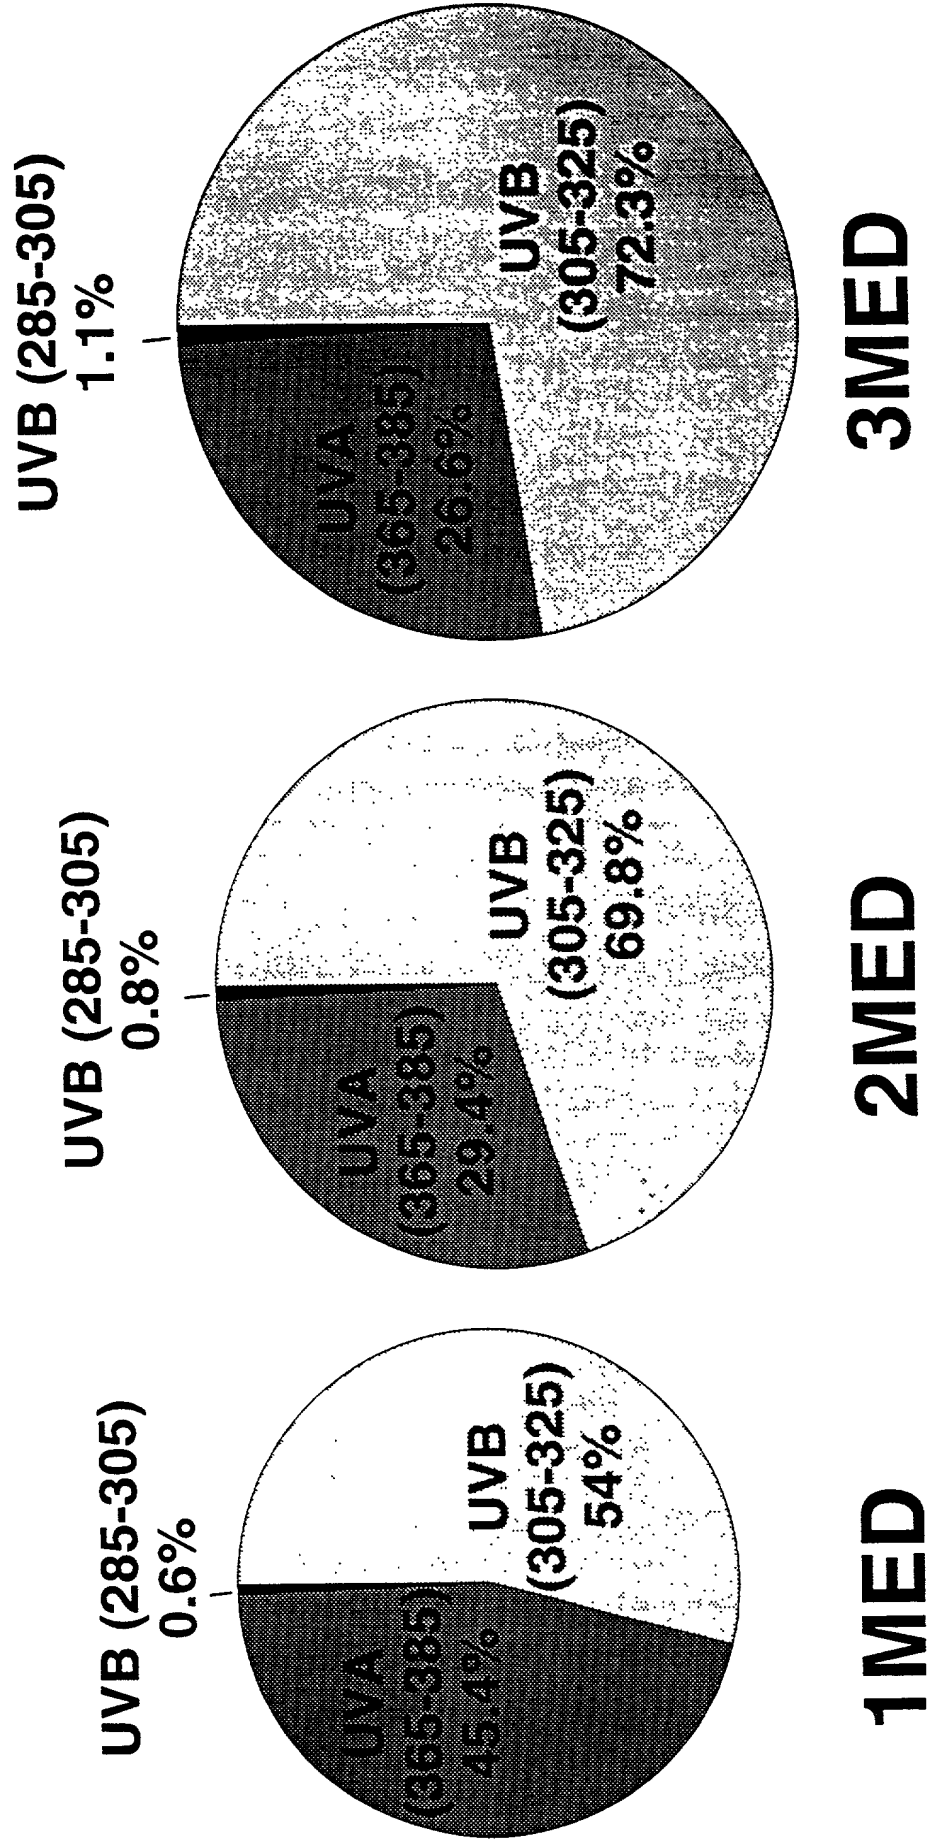 UVB (285-305)
0.6%
UVA
(365-385)
45.4%
UVB
(305-325)
54%
1MED
UVB (285-305)
0.8%
UVA
(365-385)
29.4%
UVB
(305-325)
69.8%
2MED
UVB (285-305)
1.1%
UVA
(365-385)
26.6%
UVB
(305-325)
72.3%
3MED